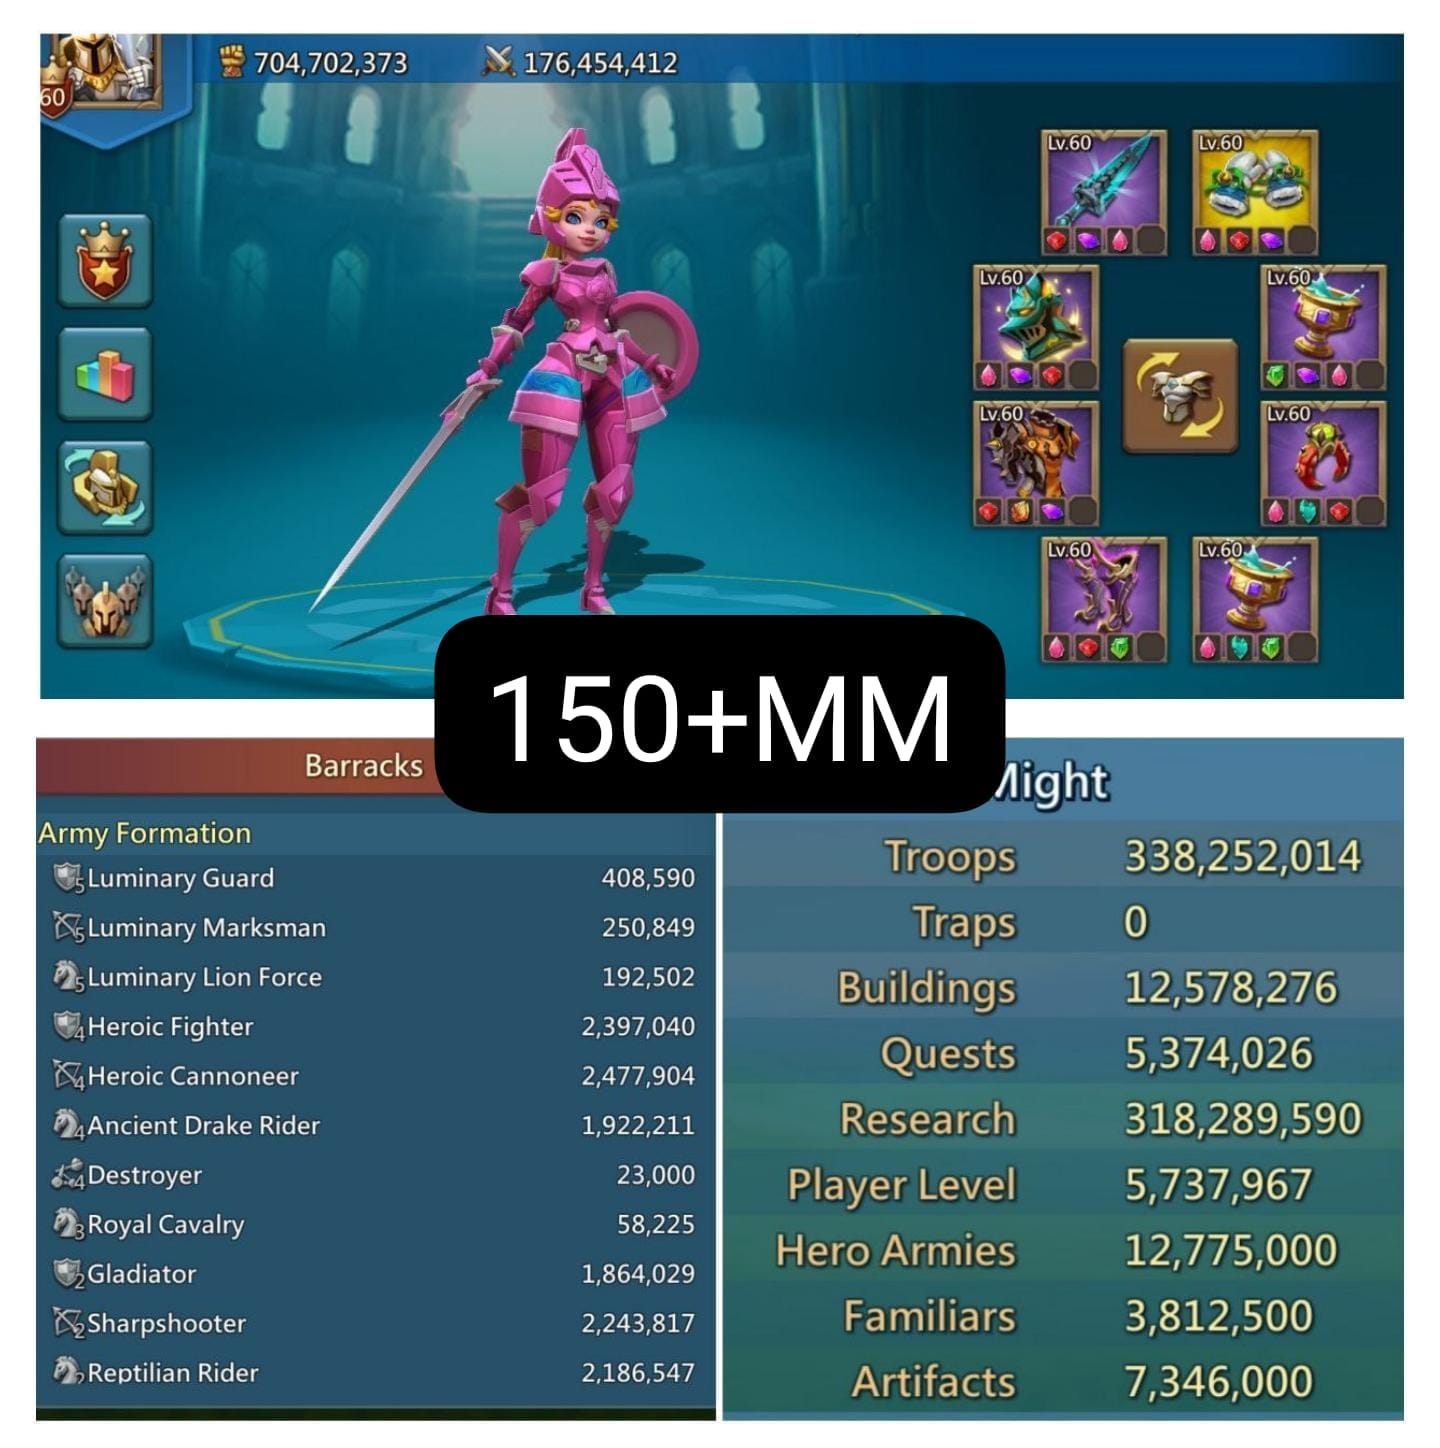 704,702,373 176,454,412
60
Lv.60 Lv.60
Lv.60 Lv.60
Lv.60 Lv.60
Lv.60 Lv.60
150+MM
Barracks
Army Formation
5 Luminary Guard 408,590
5 Luminary Marksman 250,849
5 Luminary Lion Force 192,502
4 Heroic Fighter 2,397,040
4 Heroic Cannoneer 2,477,904
4 Ancient Drake Rider 1,922,211
4 Destroyer 23,000
3 Royal Cavalry 58,225
2 Gladiator 1,864,029
2 Sharpshooter 2,243,817
2 Reptilian Rider 2,186,547
Might
Troops 338,252,014
Traps 0
Buildings 12,578,276
Quests 5,374,026
Research 318,289,590
Player Level 5,737,967
Hero Armies 12,775,000
Familiars 3,812,500
Artifacts 7,346,000